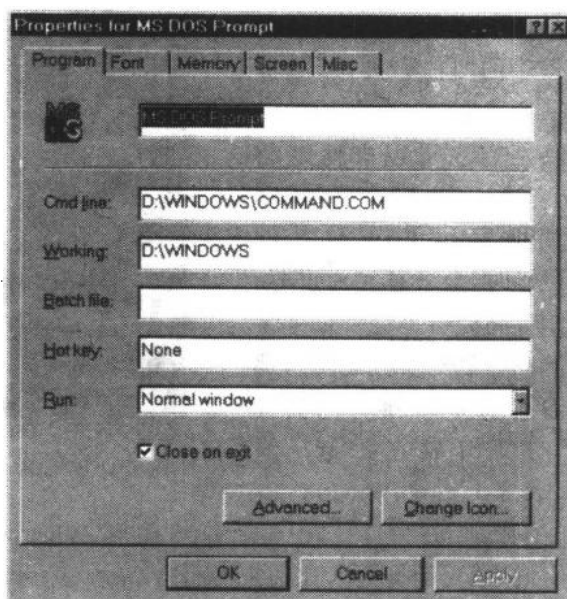 Properties for MS DOS Prompt
Program Font Memory Screen Misc
MS
MS DOS Prompt
Cmd line: D:\WINDOWS\COMMAND.COM
Working: D:\WINDOWS
Batch file:
Hot key: None
Run: Normal window
Close on exit
Advanced... Change Icon...
OK Cancel Apply